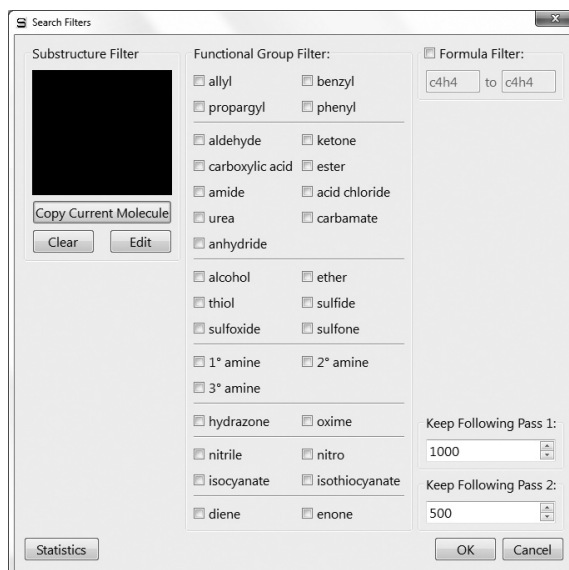 Search Filters
Substructure Filter
Copy Current Molecule
Clear Edit
Functional Group Filter:
allyl benzyl
propargyl phenyl
aldehyde ketone
carboxylic acid ester
amide acid chloride
urea carbamate
anhydride
alcohol ether
thiol sulfide
sulfoxide sulfone
1° amine 2° amine
3° amine
hydrazone oxime
nitrile nitro
isocyanate isothiocyanate
diene enone
Formula Filter:
c4h4 to c4h4
Keep Following Pass 1:
1000
Keep Following Pass 2:
500
Statistics OK Cancel